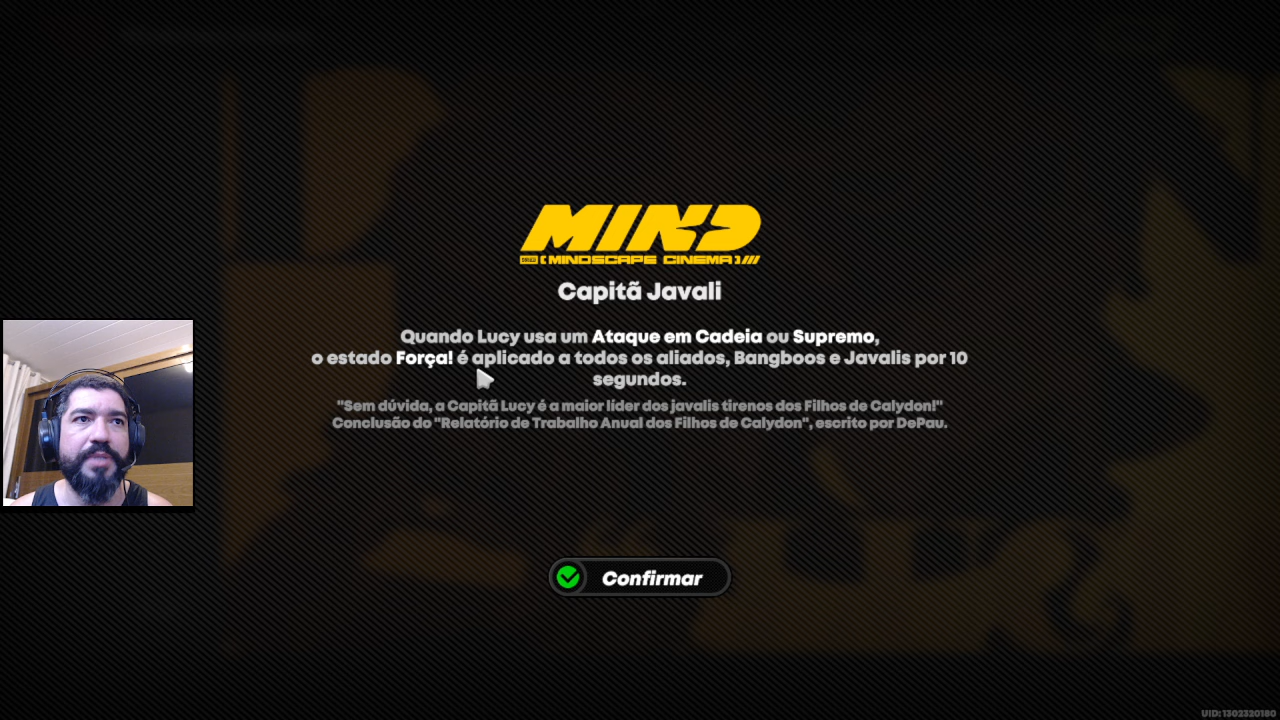 MIND
MINDSCAPE CINEMA
Capitã Javali
Quando Lucy usa um Ataque em Cadeia ou Supremo,
o estado Força! é aplicado a todos os aliados, Bangboos e Javalis por 10
segundos.
"Sem dúvida, a Capitã Lucy é a maior líder dos javalis tirenos dos Filhos de Calydon!"
Conclusão do "Relatório de Trabalho Anual dos Filhos de Calydon", escrito por DePau.
Confirmar